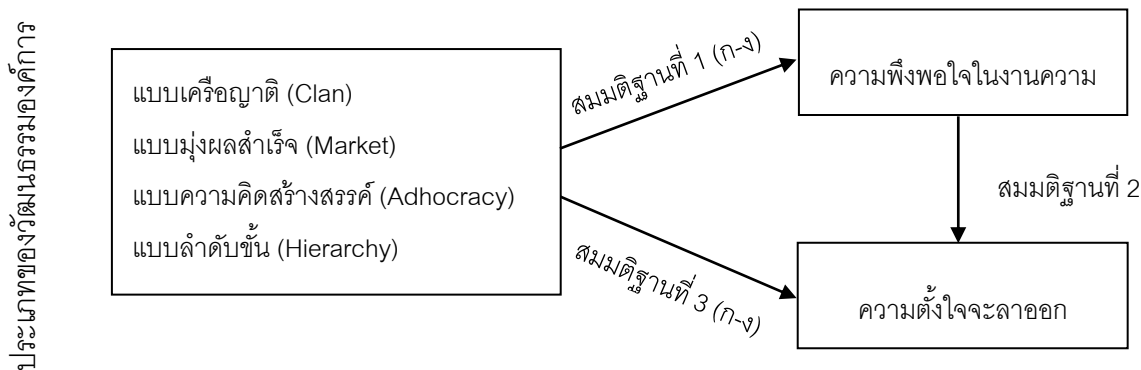 ประเภทของวัฒนธรรมองค์การ
แบบเครือญาติ (Clan)
แบบมุ่งผลสำเร็จ (Market)
แบบความคิดสร้างสรรค์ (Adhocracy)
แบบลำดับขั้น (Hierarchy)
สมมติฐานที่ 1 (ก-ง)
ความพึงพอใจในงานความ
สมมติฐานที่ 2
สมมติฐานที่ 3 (ก-ง)
ความตั้งใจจะลาออก